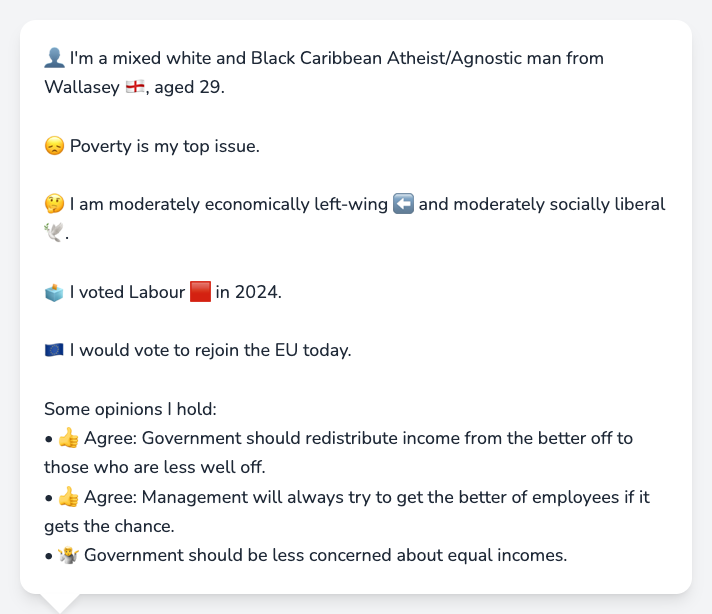 👤 I'm a mixed white and Black Caribbean Atheist/Agnostic man from
Wallasey 🏴󠁧󠁢󠁥󠁮󠁧󠁿, aged 29.
😞 Poverty is my top issue.
🤔 I am moderately economically left-wing ⬅️ and moderately socially liberal
🕊️.
🗳️ I voted Labour 🟥 in 2024.
🇪🇺 I would vote to rejoin the EU today.
Some opinions I hold:
• 👍 Agree: Government should redistribute income from the better off to
those who are less well off.
• 👍 Agree: Management will always try to get the better of employees if it
gets the chance.
• 🤷 Government should be less concerned about equal incomes.